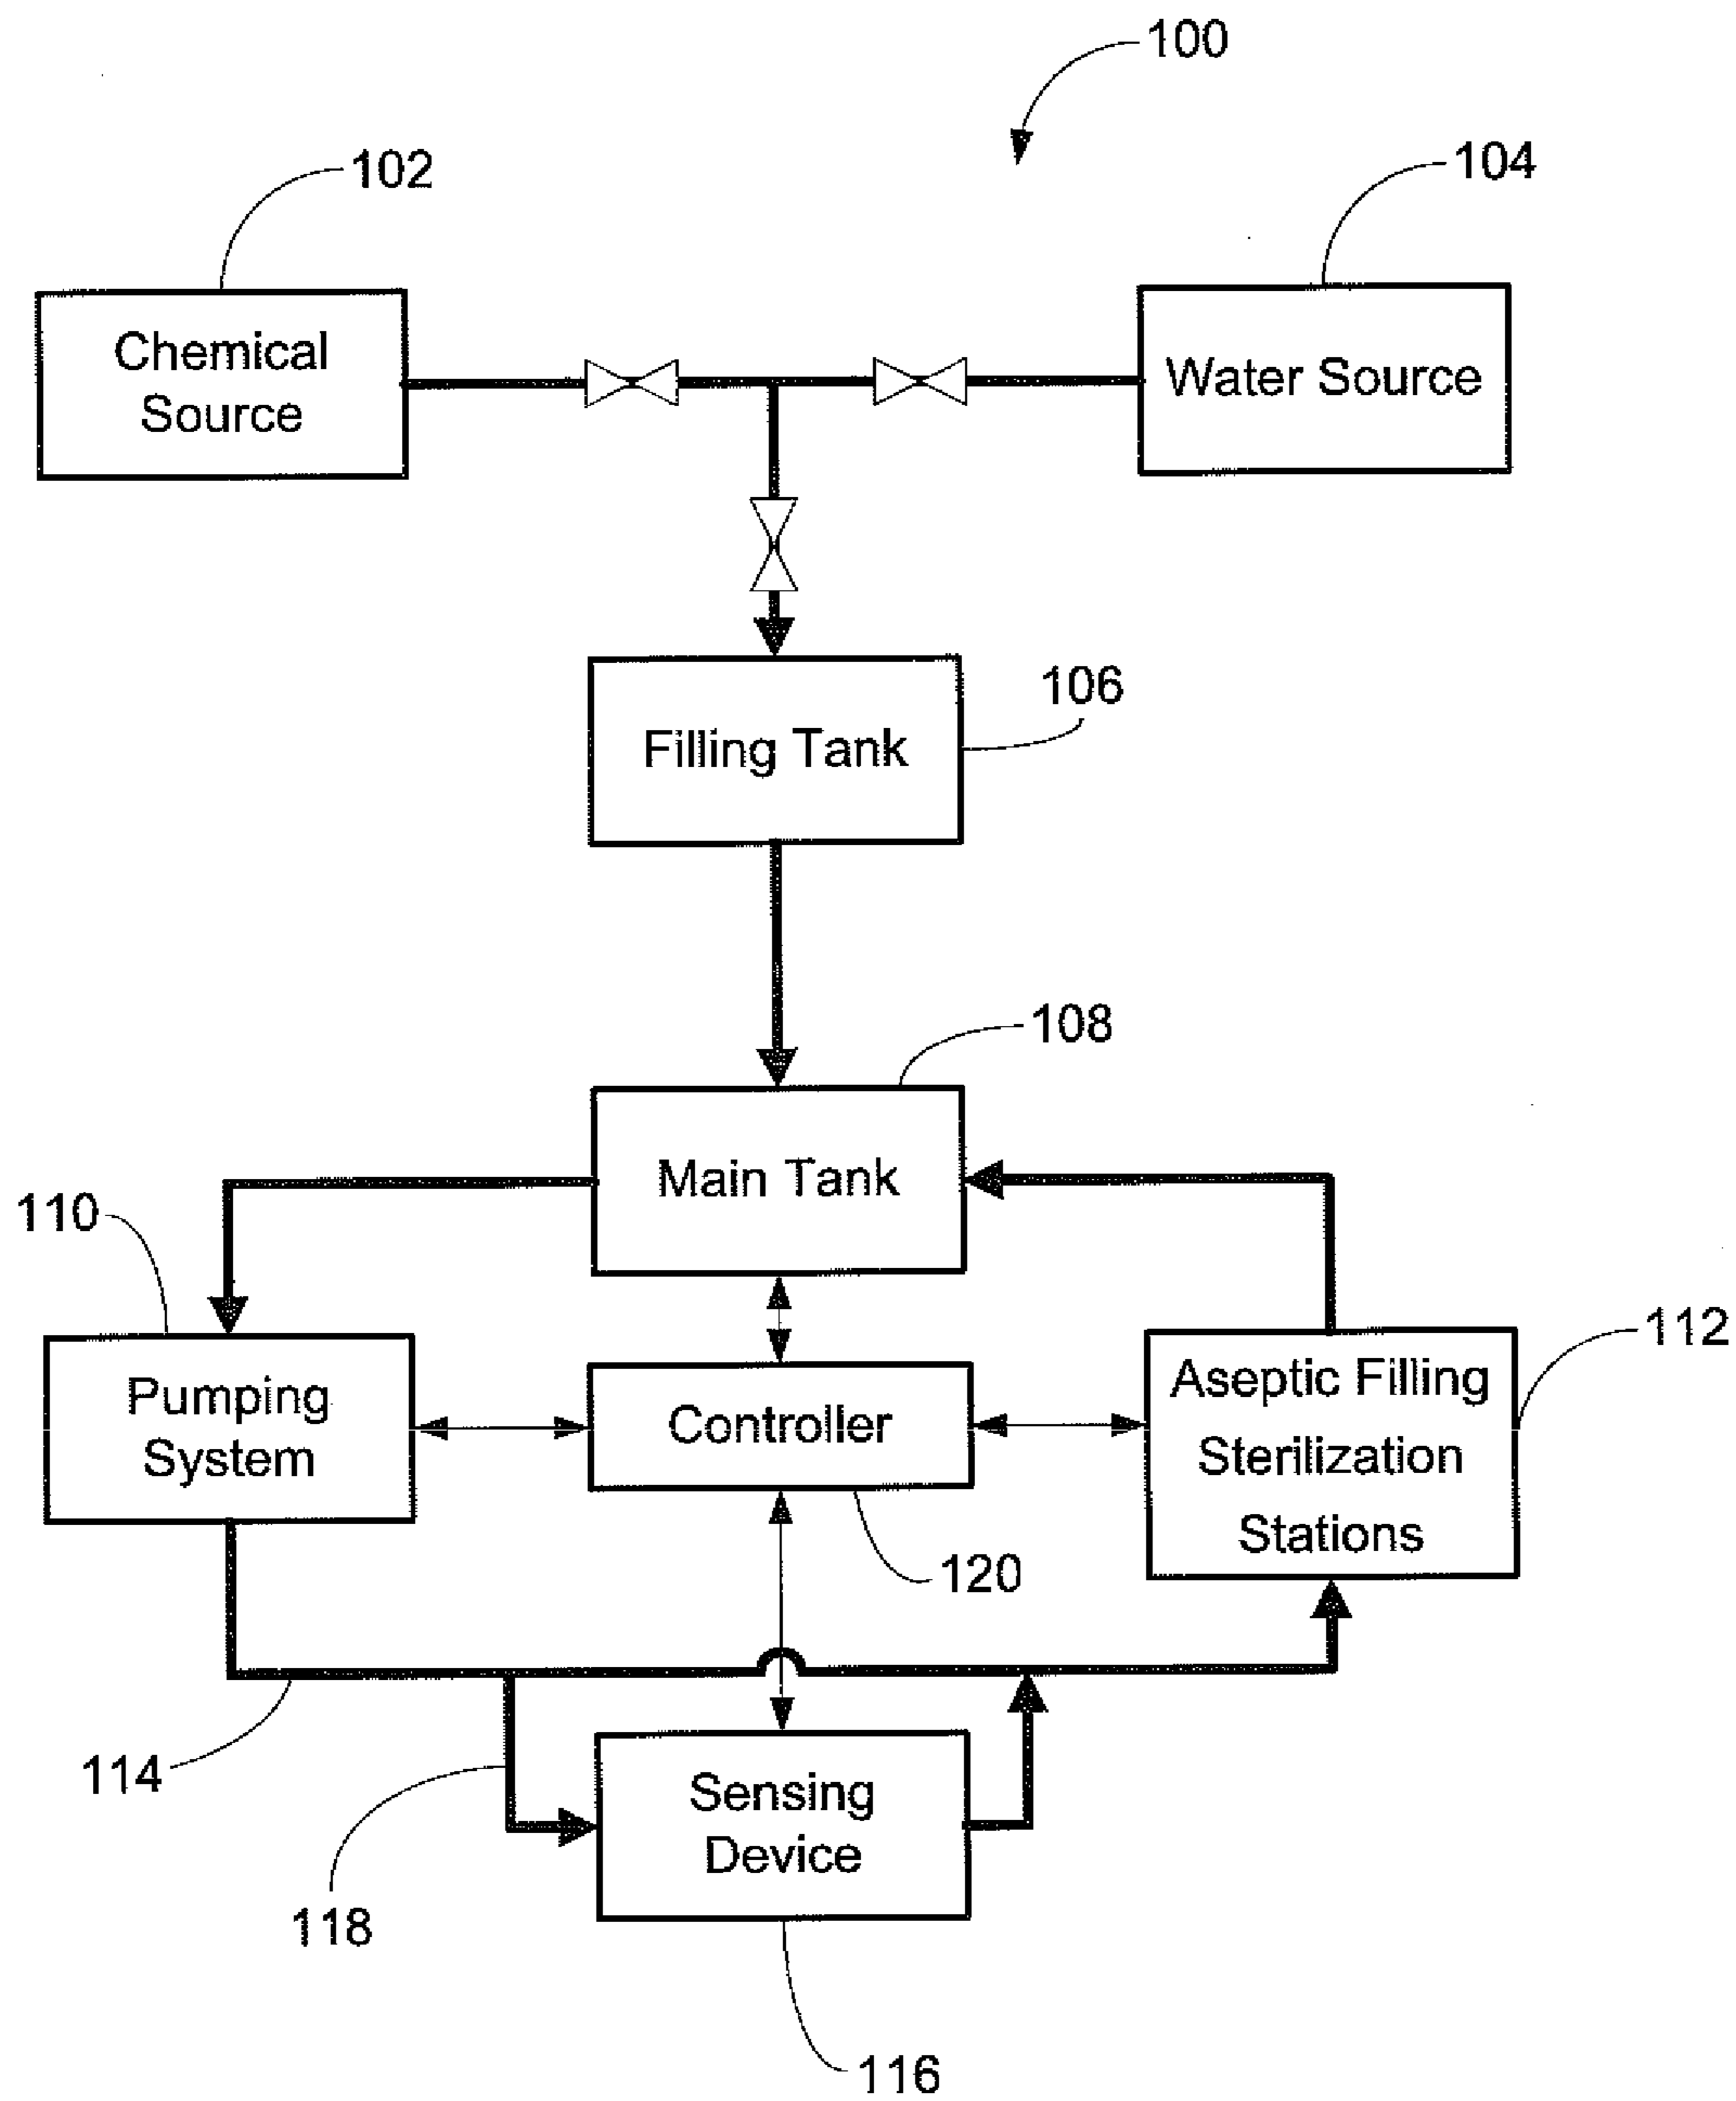 100
102
104
Chemical
Source
Water Source
106
Filling Tank
108
Main Tank
110
112
Pumping
System
Controller
Aseptic Filling
Sterilization
Stations
120
114
118
Sensing
Device
116